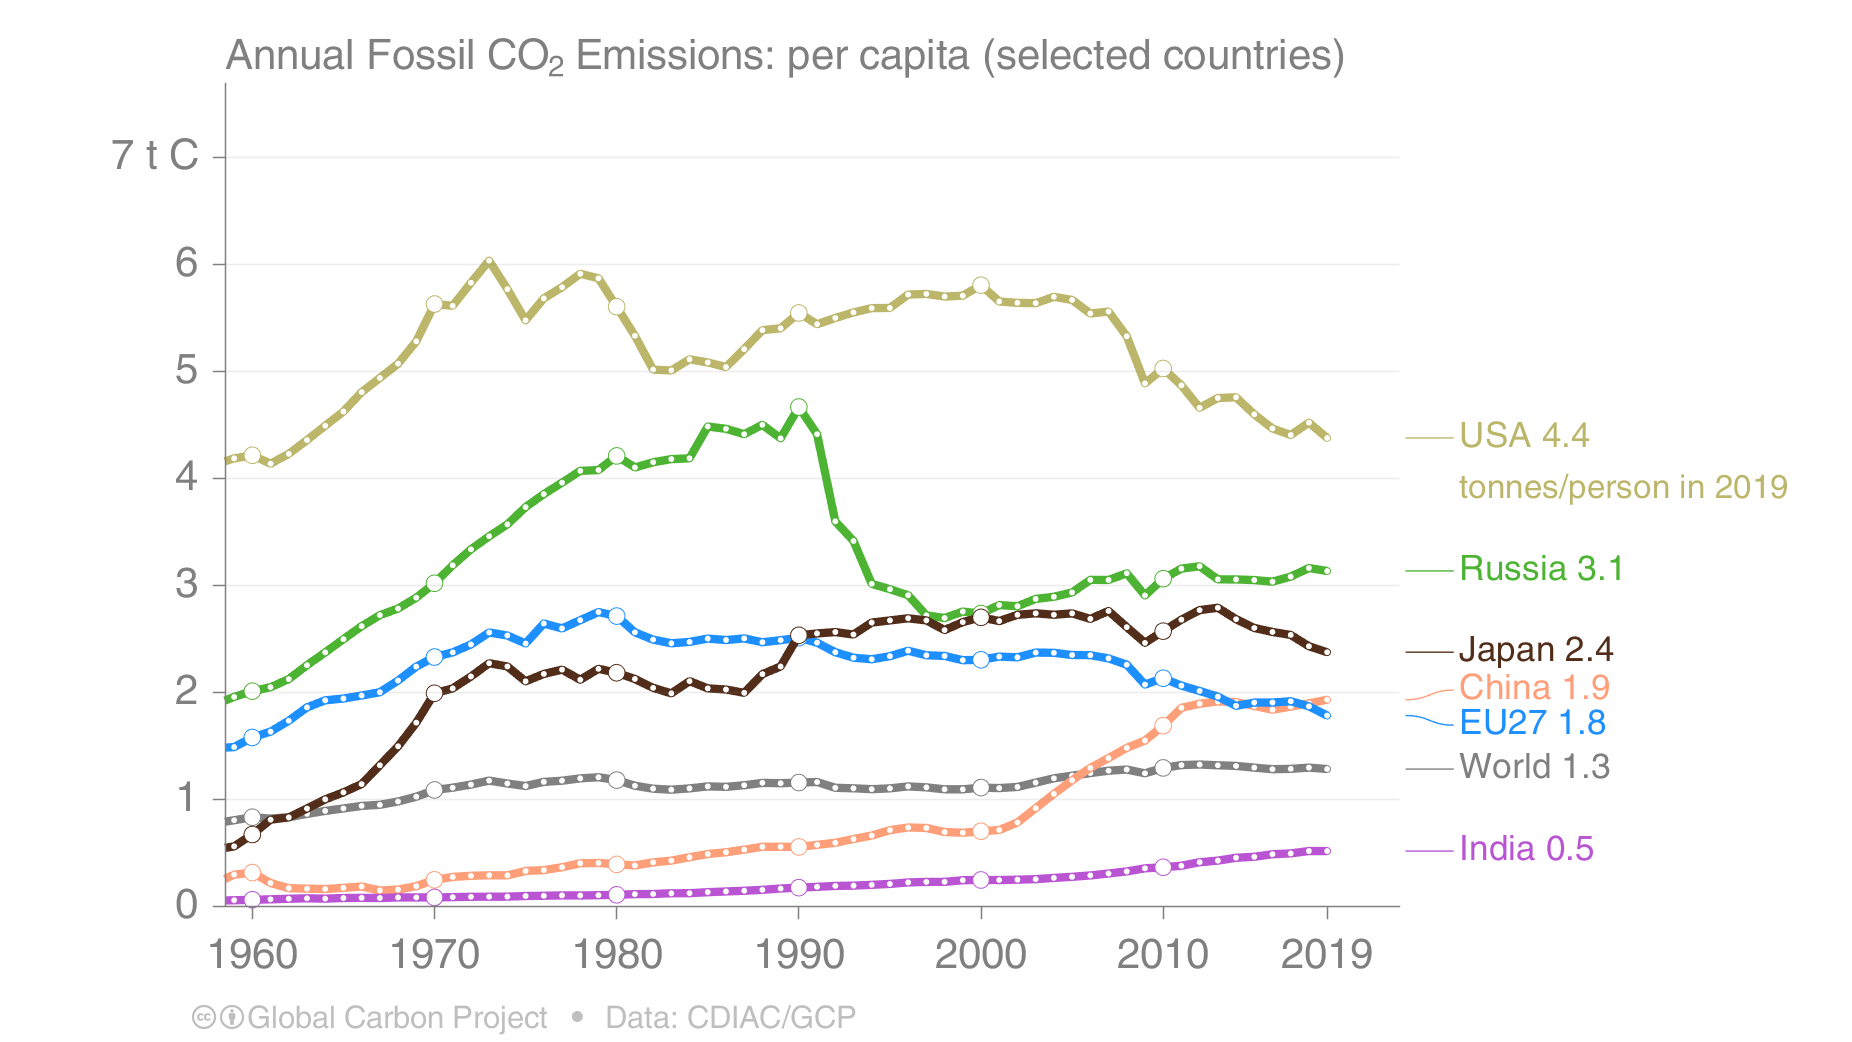 Annual Fossil CO₂ Emissions: per capita (selected countries)
7 t C
6
5
4
3
2
1
0
1960 1970 1980 1990 2000 2010 2019
USA 4.4
tonnes/person in 2019
Russia 3.1
Japan 2.4
China 1.9
EU27 1.8
World 1.3
India 0.5
cc Global Carbon Project • Data: CDIAC/GCP